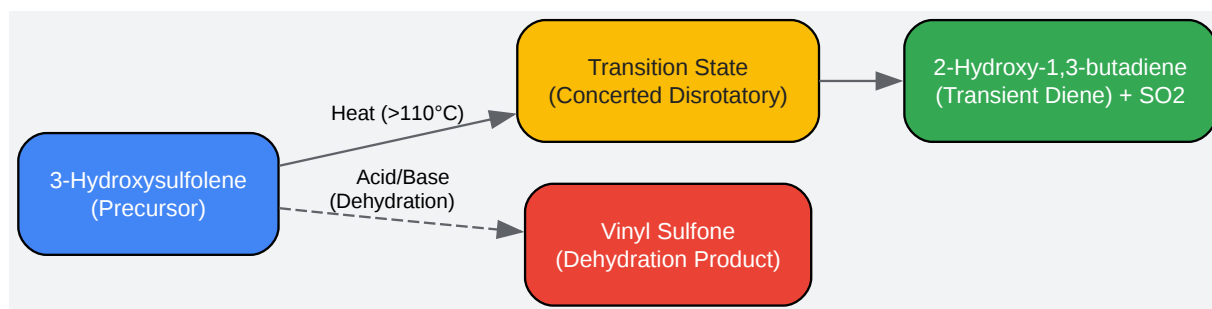 3-Hydroxysulfolene
(Precursor)
Heat (>110°C)
Acid/Base
(Dehydration)
Transition State
(Concerted Disrotatory)
Vinyl Sulfone
(Dehydration Product)
2-Hydroxy-1,3-butadiene
(Transient Diene) + SO2